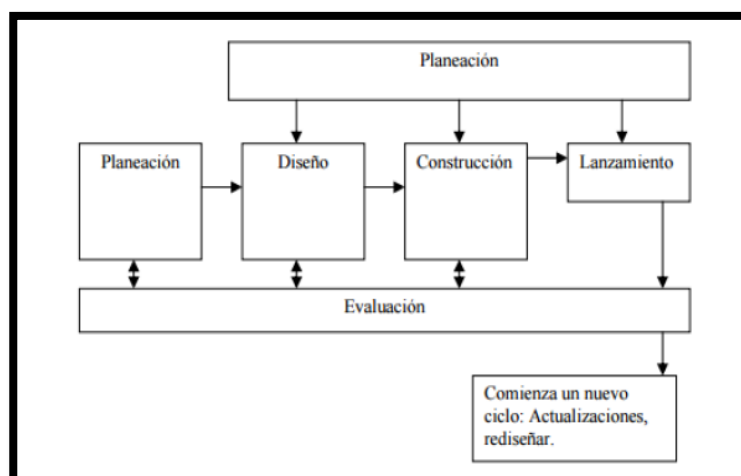 Planeación
Planeación
Diseño
Construcción
Lanzamiento
Evaluación
Comienza un nuevo
ciclo: Actualizaciones,
rediseñar.